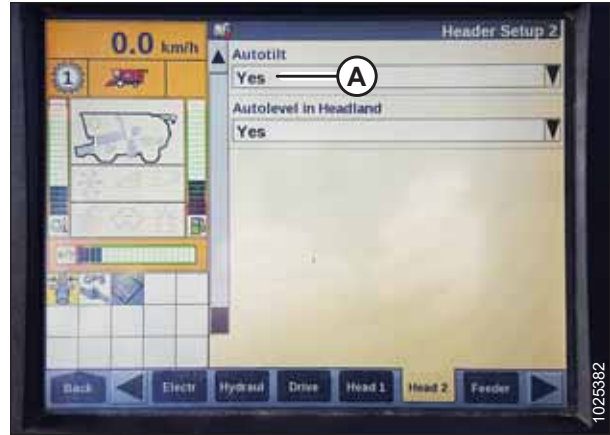 Header Setup 2
0.0 km/h
1
Autotilt
Yes
A
Autolevel in Headland
Yes
GPS
Back
Electr
Hydraul
Drive
Head 1
Head 2
Feeder
1025382